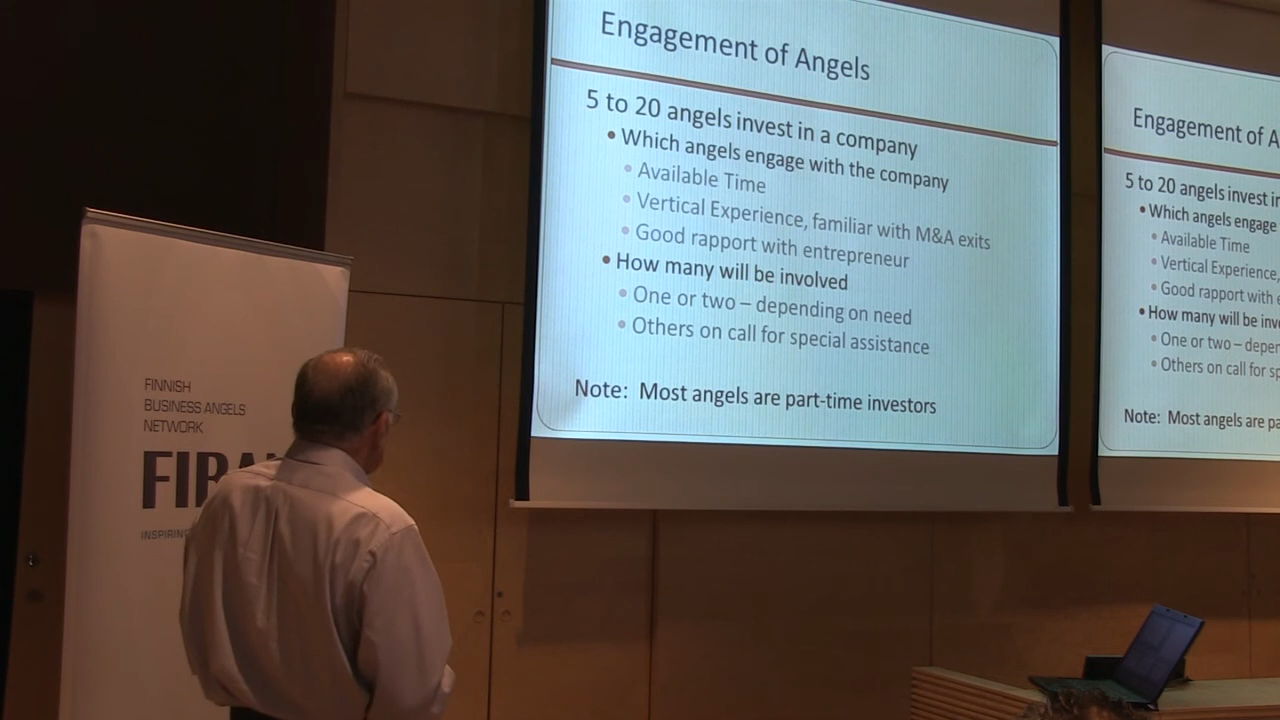 Engagement of Angels
5 to 20 angels invest in a company
• Which angels engage with the company
• Available Time
• Vertical Experience, familiar with M&A exits
• Good rapport with entrepreneur
• How many will be involved
• One or two – depending on need
• Others on call for special assistance
Note: Most angels are part-time investors
Engagement of A
5 to 20 angels invest in
• Which angels engage
• Available Time
• Vertical Experience,
• Good rapport with e
• How many will be inv
• One or two – depen
• Others on call for sp
Note: Most angels are pa
FINNISH
BUSINESS ANGELS
NETWORK
FIBAN
INSPIRING